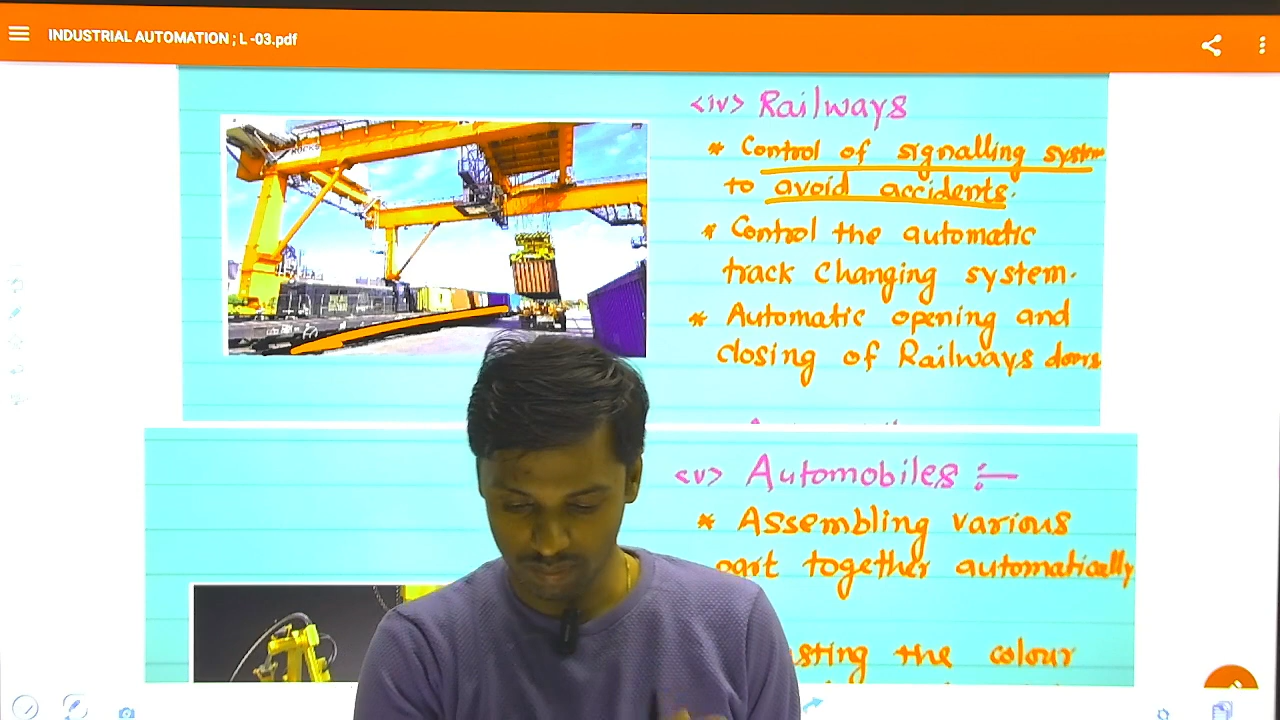 INDUSTRIAL AUTOMATION ; L -03.pdf
<iv> Railways
* Control of signalling system
to avoid accidents.
* Control the automatic
track changing system.
* Automatic opening and
closing of Railways doors
<v> Automobiles :-
* Assembling various
part together automatically
the colour